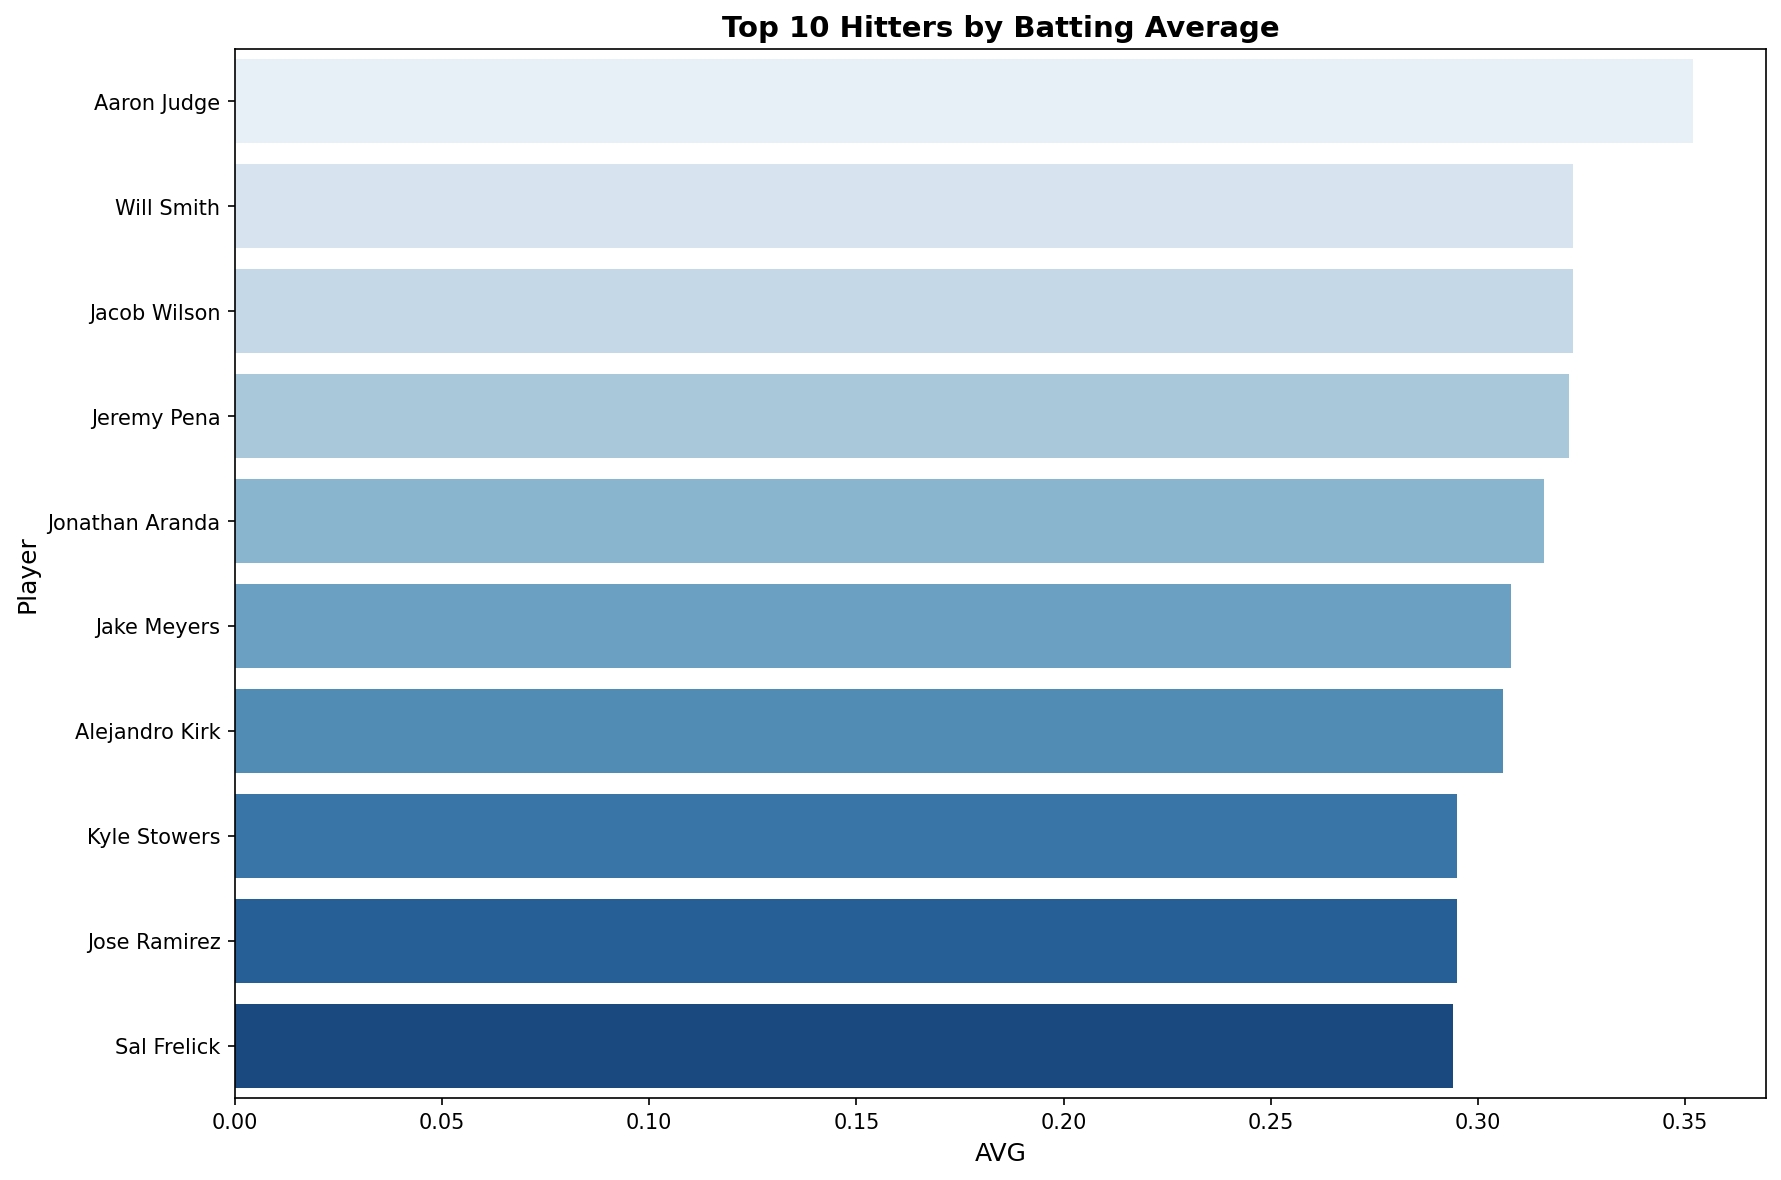 Top 10 Hitters by Batting Average
Player
Aaron Judge
Will Smith
Jacob Wilson
Jeremy Pena
Jonathan Aranda
Jake Meyers
Alejandro Kirk
Kyle Stowers
Jose Ramirez
Sal Frelick
0.00 0.05 0.10 0.15 0.20 0.25 0.30 0.35
AVG